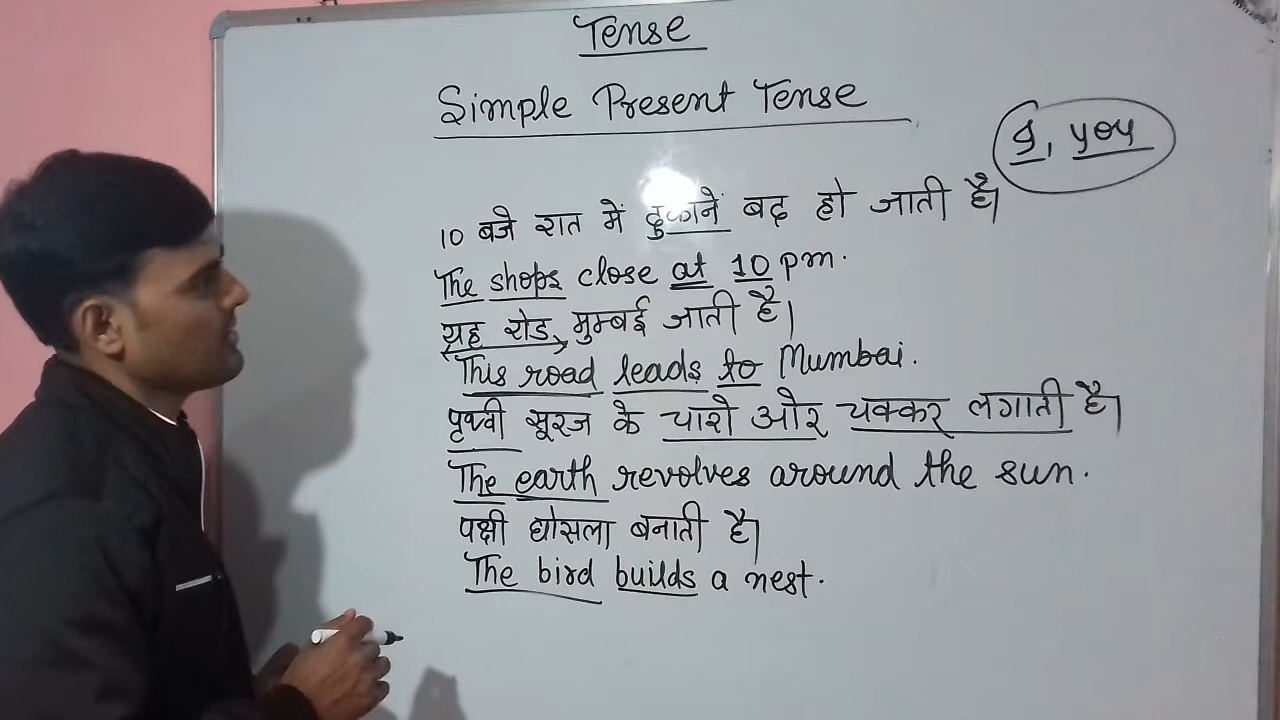 Tense
Simple Present Tense
I, you
10 बजे रात में दुकानें बद हो जाती है।
The shops close at 10 pm.
यह रोड, मुम्बई जाती है।
This road leads to Mumbai.
पृथ्वी सूरज के चारो ओर चक्कर लगाती है।
The earth revolves around the sun.
पक्षी घोसला बनाती है।
The bird builds a nest.